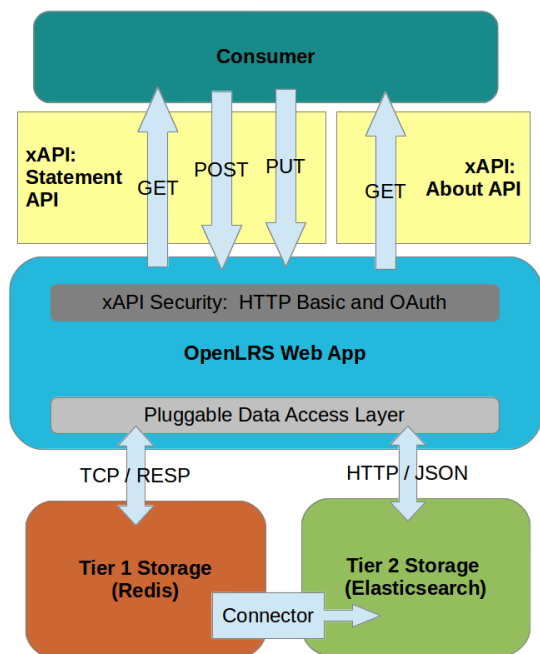 Consumer
xAPI:
Statement
API
GET
POST
PUT
GET
xAPI:
About API
xAPI Security:  HTTP Basic and OAuth
OpenLRS Web App
Pluggable Data Access Layer
TCP / RESP
HTTP / JSON
Tier 1 Storage
(Redis)
Tier 2 Storage
(Elasticsearch)
Connector